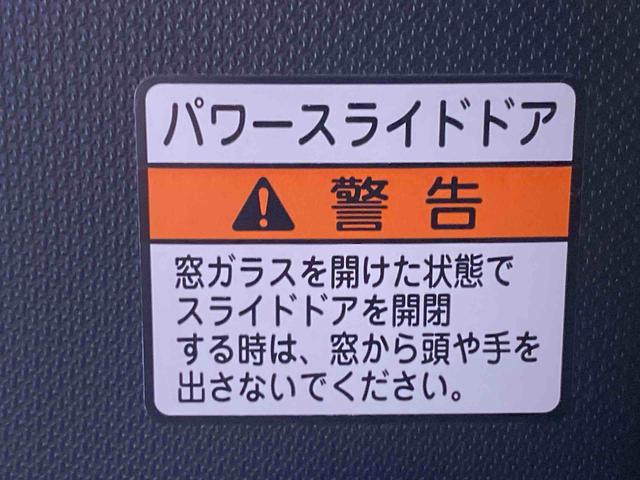 パワースライドドア
警告
窓ガラスを開けた状態で
スライドドアを開閉
する時は、窓から頭や手を
出さないでください。